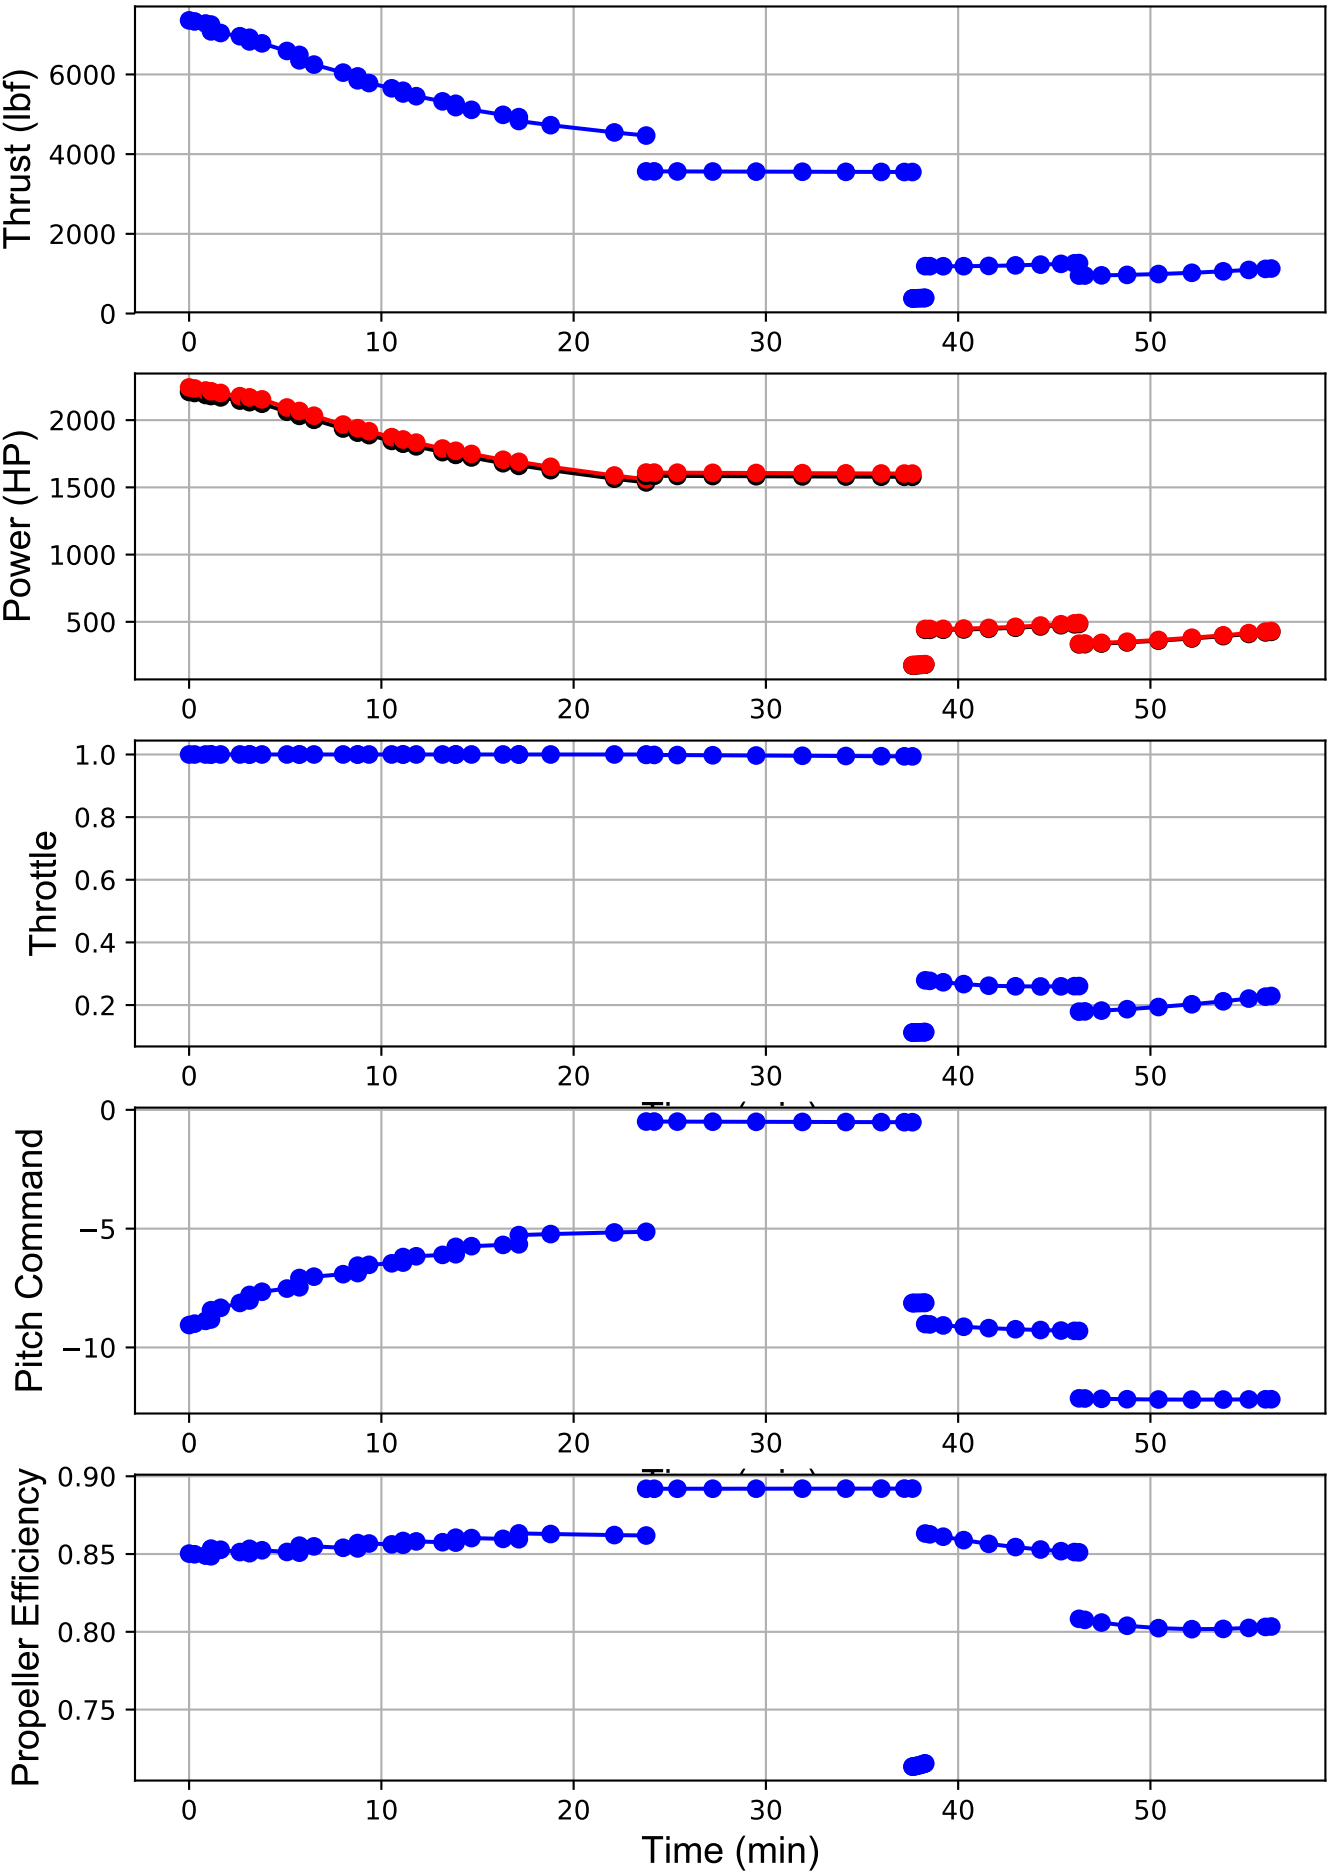 Thrust (lbf)
6000
4000
2000
0
0 10 20 30 40 50
Power (HP)
2000
1500
1000
500
0 10 20 30 40 50
Throttle
1.0
0.8
0.6
0.4
0.2
0 10 20 30 40 50
Pitch Command
0
−5
−10
0 10 20 30 40 50
Propeller Efficiency
0.90
0.85
0.80
0.75
0 10 20 30 40 50
Time (min)